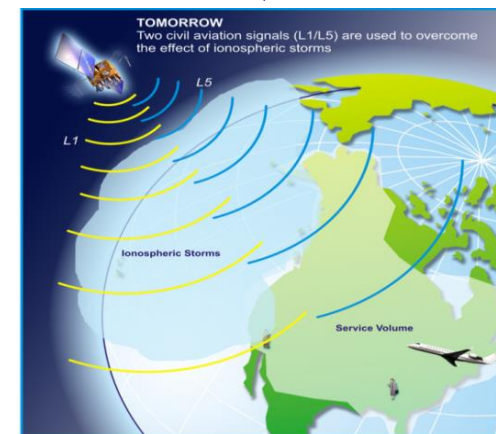 TOMORROW
Two civil aviation signals (L1/L5) are used to overcome
the effect of ionospheric storms
L5
L1
Ionospheric Storms
Service Volume